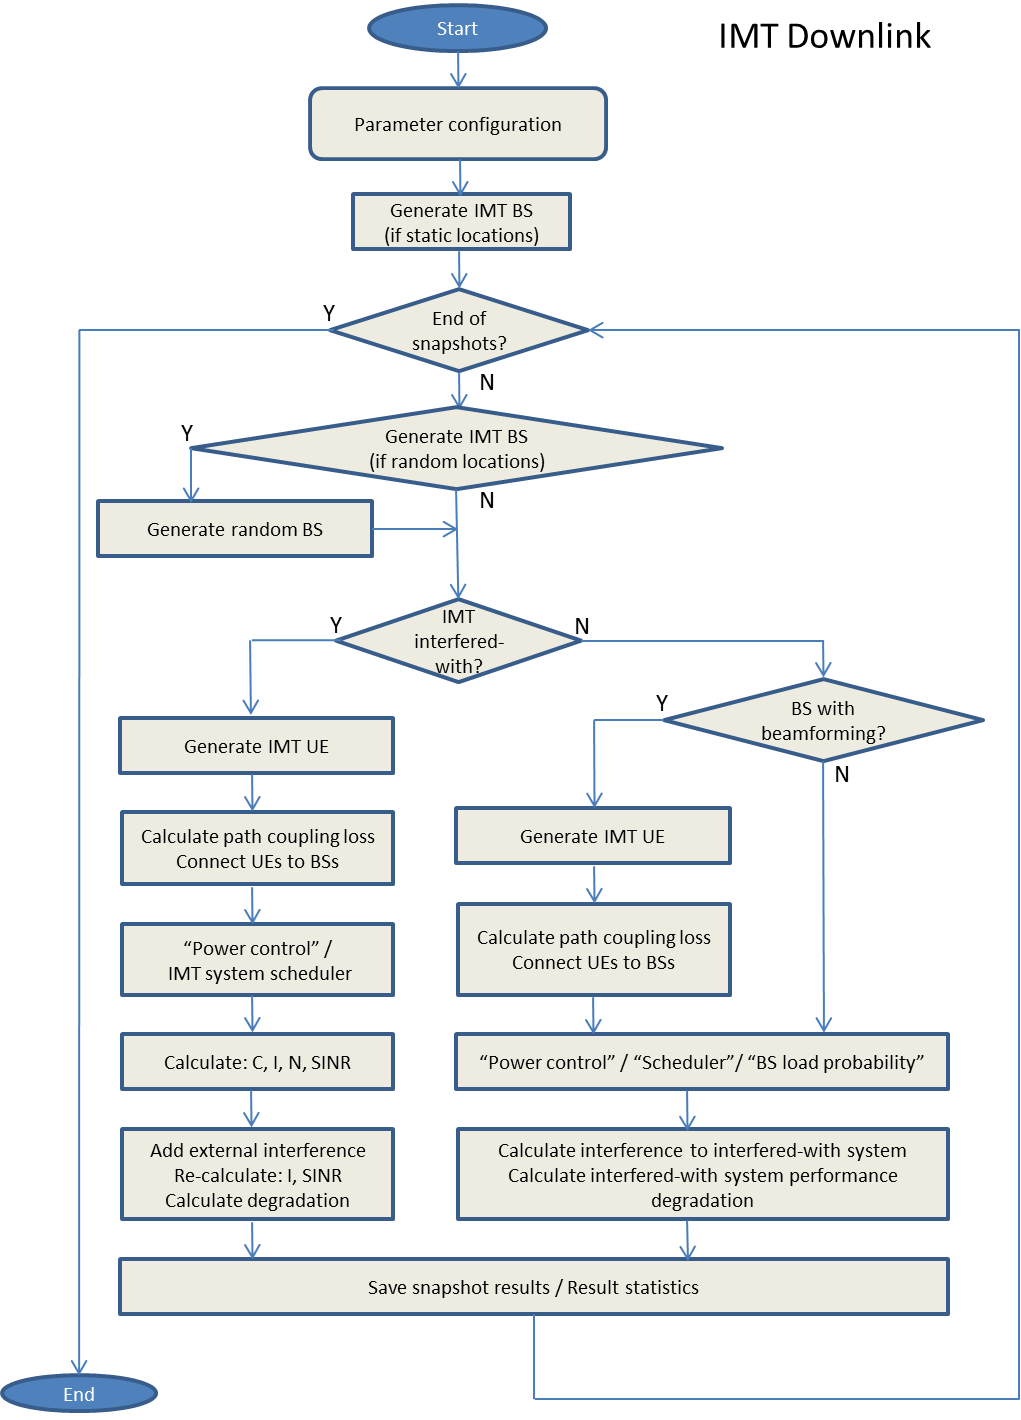 Start
IMT Downlink
Parameter configuration
Generate IMT BS
(if static locations)
Y
End of
snapshots?
N
Y
Generate IMT BS
(if random locations)
N
Generate random BS
Y
IMT
interfered-
with?
N
Y
BS with
beamforming?
N
Generate IMT UE
Generate IMT UE
Calculate path coupling loss
Connect UEs to BSs
Calculate path coupling loss
Connect UEs to BSs
“Power control” /
IMT system scheduler
Calculate: C, I, N, SINR
“Power control” / “Scheduler”/ “BS load probability”
Add external interference
Re-calculate: I, SINR
Calculate degradation
Calculate interference to interfered-with system
Calculate interfered-with system performance
degradation
Save snapshot results / Result statistics
End